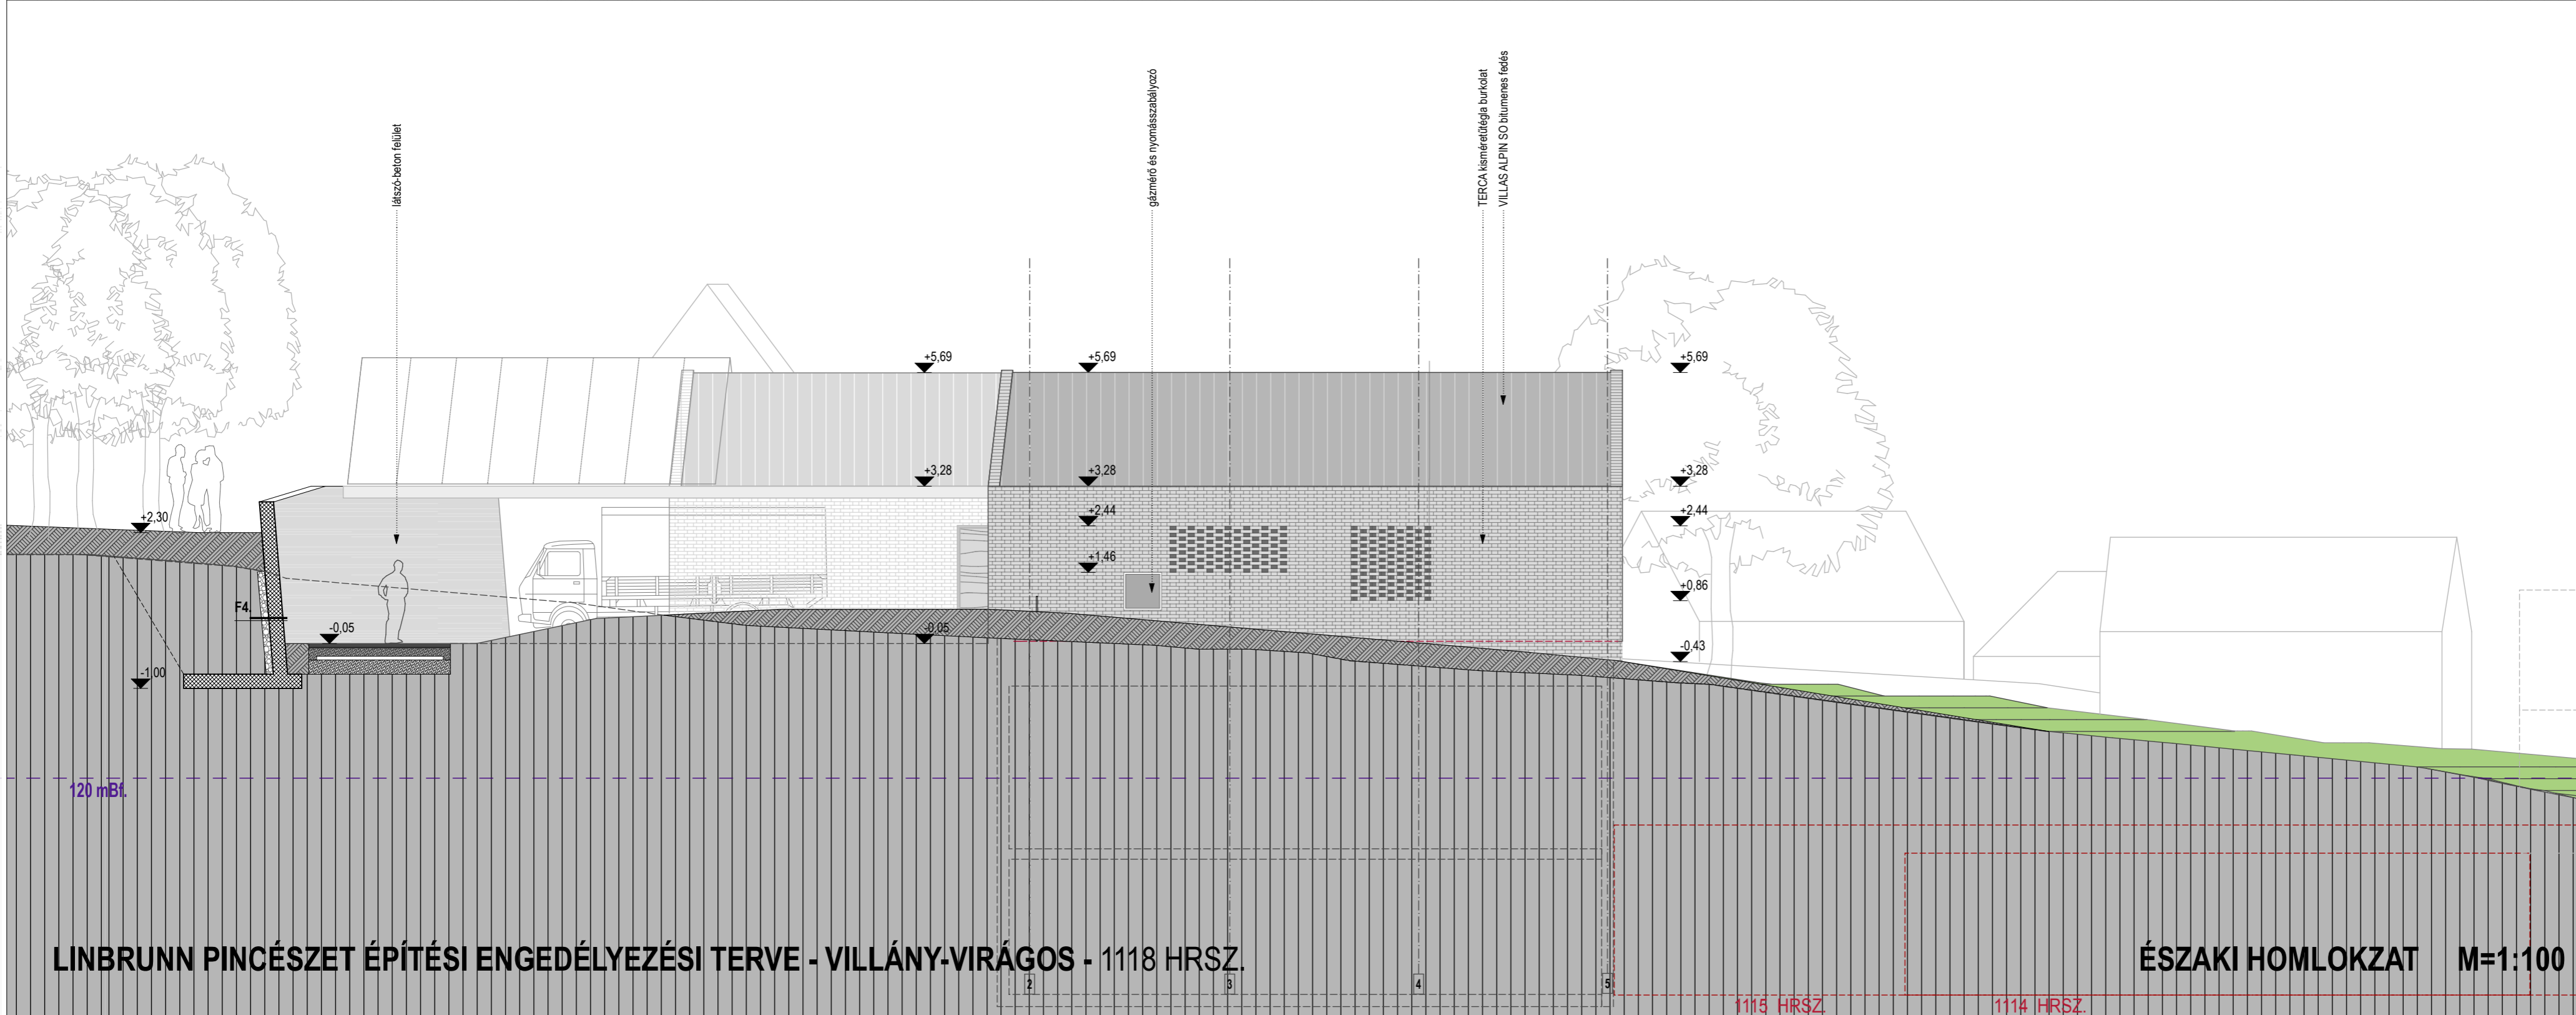 látszó-beton felület
gázmérő és nyomásszabályozó
TERCA kisméretűtégla burkolat
VILLAS ALPIN SO bitumenes fedés
+5,69
+5,69
+5,69
+3,28
+3,28
+3,28
+2,30
+2,44
+2,44
+1,46
+0,86
F4.
-0,05
-0,05
-0,43
-1,00
120 mBf.
LINBRUNN PINCÉSZET ÉPÍTÉSI ENGEDÉLYEZÉSI TERVE - VILLÁNY-VIRÁGOS - 1118 HRSZ.
ÉSZAKI HOMLOKZAT M=1:100
2
3
4
5
1115 HRSZ.
1114 HRSZ.